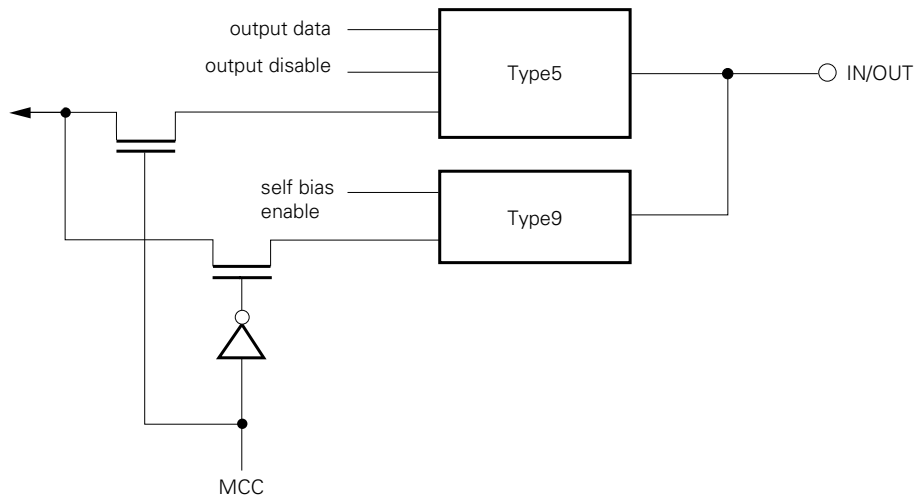 output data
output disable
Type5
IN/OUT
self bias
enable
Type9
MCC